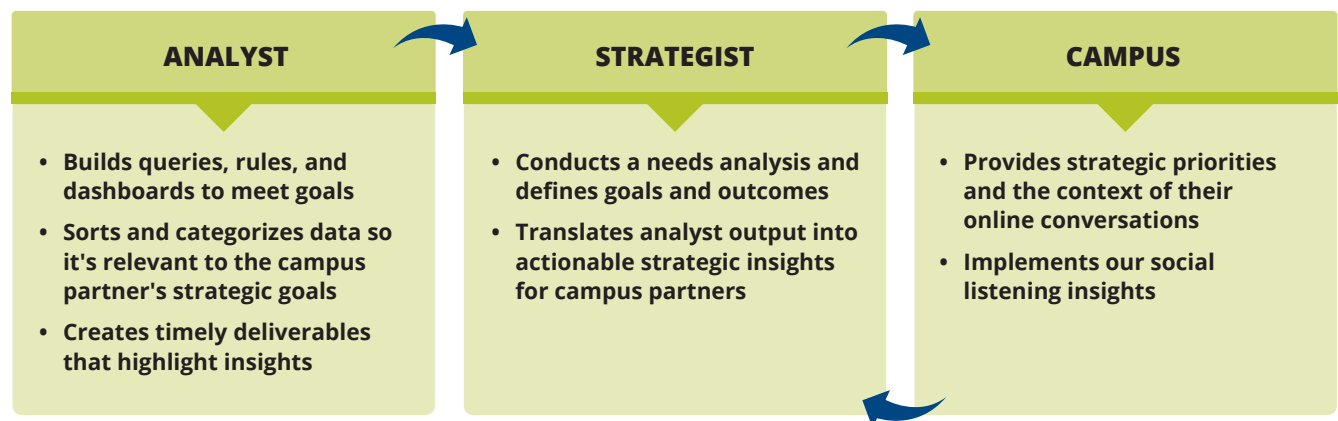 ANALYST
• Builds queries, rules, and
dashboards to meet goals
• Sorts and categorizes data so
it's relevant to the campus
partner's strategic goals
• Creates timely deliverables
that highlight insights
STRATEGIST
• Conducts a needs analysis and
defines goals and outcomes
• Translates analyst output into
actionable strategic insights
for campus partners
CAMPUS
• Provides strategic priorities
and the context of their
online conversations
• Implements our social
listening insights